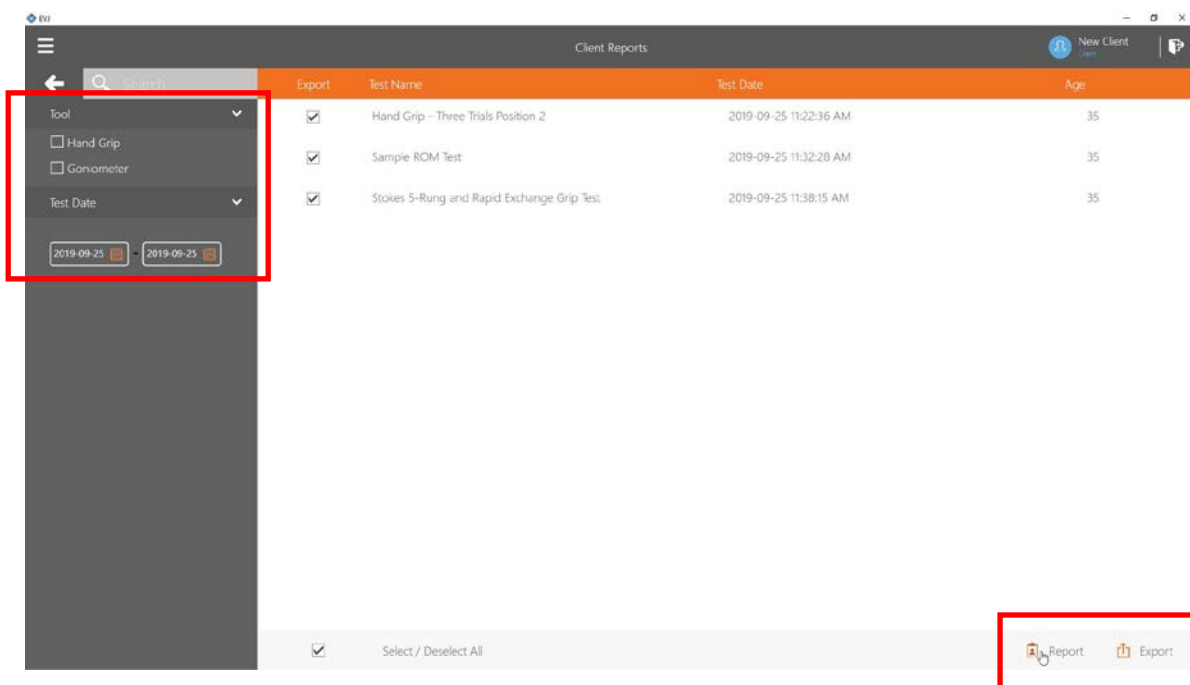 EVJ
Client Reports
New Client
Client
Search
Export Test Name Test Date Age
Tool
Hand Grip
Goniometer
Test Date
2019-09-25 - 2019-09-25
Hand Grip - Three Trials Position 2 2019-09-25 11:22:36 AM 35
Sample ROM Test 2019-09-25 11:32:28 AM 35
Stokes 5-Rung and Rapid Exchange Grip Test 2019-09-25 11:38:15 AM 35
Select / Deselect All
Report Export